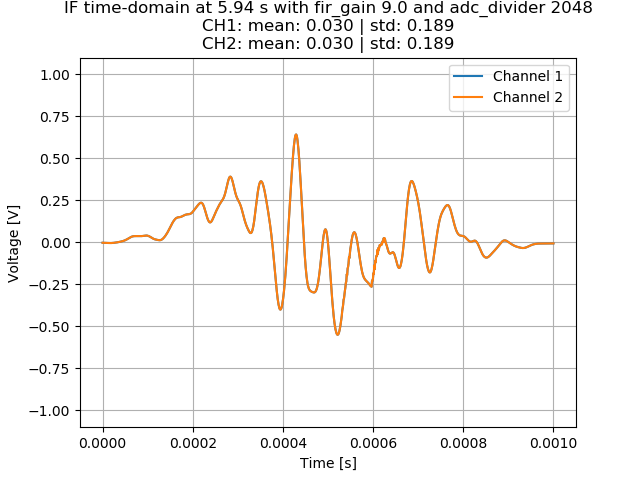 IF time-domain at 5.94 s with fir_gain 9.0 and adc_divider 2048
CH1: mean: 0.030 | std: 0.189
CH2: mean: 0.030 | std: 0.189
Channel 1
Channel 2
1.00
0.75
0.50
0.25
0.00
−0.25
−0.50
−0.75
−1.00
Voltage [V]
0.0000 0.0002 0.0004 0.0006 0.0008 0.0010
Time [s]